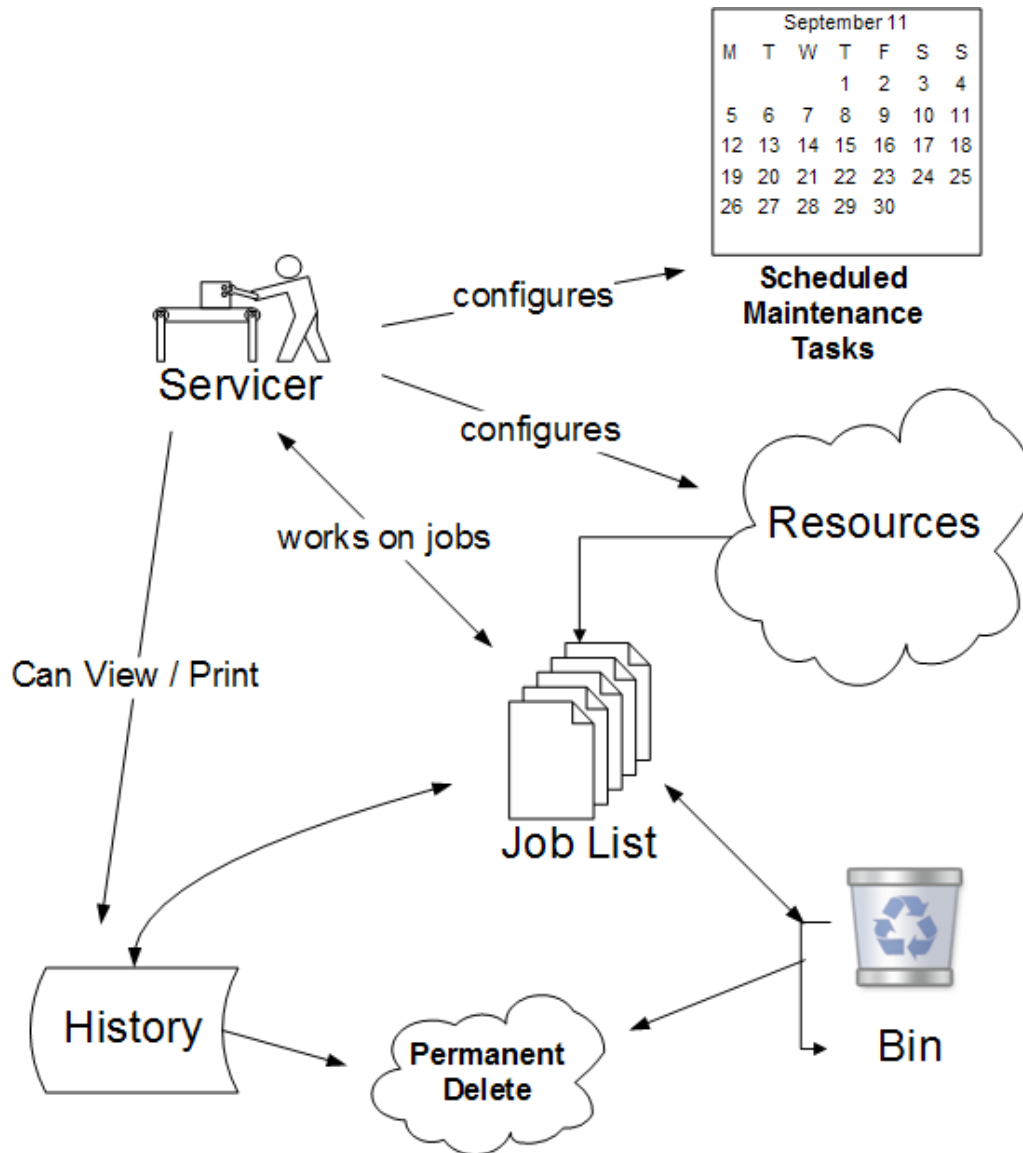 September 11
M T W T F S S
1 2 3 4
5 6 7 8 9 10 11
12 13 14 15 16 17 18
19 20 21 22 23 24 25
26 27 28 29 30
Scheduled
Maintenance
Tasks
configures
Servicer
configures
Resources
works on jobs
Can View / Print
Job List
History
Permanent
Delete
Bin